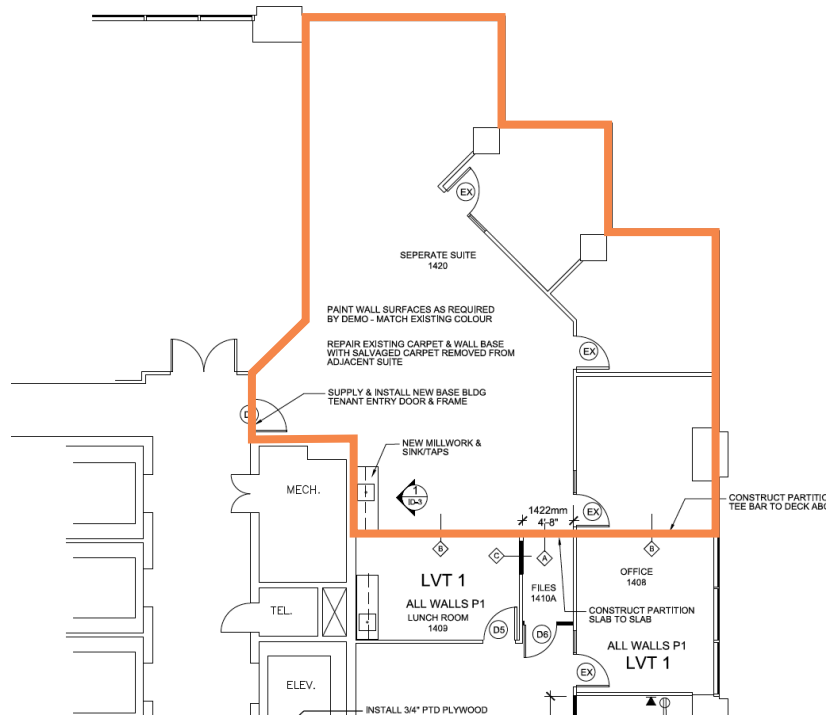 EX
SEPERATE SUITE
1420
PAINT WALL SURFACES AS REQUIRED
BY DEMO - MATCH EXISTING COLOUR
REPAIR EXISTING CARPET & WALL BASE
WITH SALVAGED CARPET REMOVED FROM
ADJACENT SUITE
EX
SUPPLY & INSTALL NEW BASE BLDG
TENANT ENTRY DOOR & FRAME
NEW MILLWORK &
SINK/TAPS
MECH.
1
ID-3
1422mm
4'-8"
EX
CONSTRUCT PARTITIO
TEE BAR TO DECK ABO
B
C
A
B
LVT 1
ALL WALLS P1
LUNCH ROOM
1409
FILES
1410A
OFFICE
1408
CONSTRUCT PARTITION
SLAB TO SLAB
TEL.
D5
D6
ALL WALLS P1
LVT 1
EX
ELEV.
INSTALL 3/4" PTD PLYWOOD